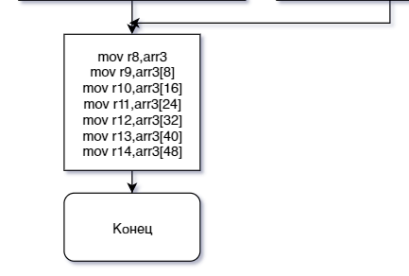 mov r8,arr3
mov r9,arr3[8]
mov r10,arr3[16]
mov r11,arr3[24]
mov r12,arr3[32]
mov r13,arr3[40]
mov r14,arr3[48]
Конец